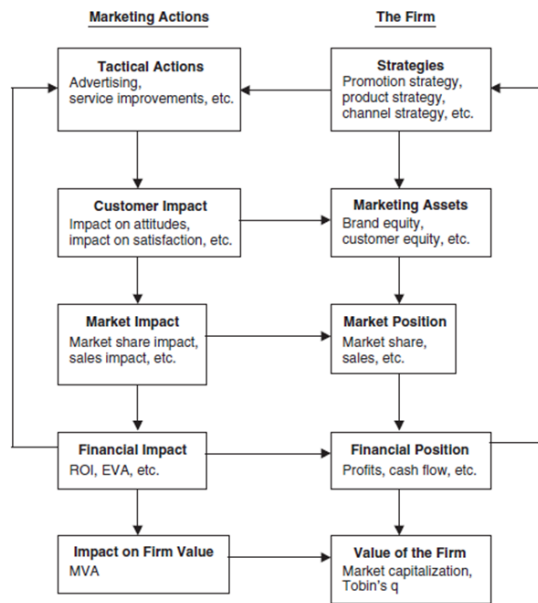 Marketing Actions
The Firm
Tactical Actions
Advertising,
service improvements, etc.
Strategies
Promotion strategy,
product strategy,
channel strategy, etc.
Customer Impact
Impact on attitudes,
impact on satisfaction, etc.
Marketing Assets
Brand equity,
customer equity, etc.
Market Impact
Market share impact,
sales impact, etc.
Market Position
Market share,
sales, etc.
Financial Impact
ROI, EVA, etc.
Financial Position
Profits, cash flow, etc.
Impact on Firm Value
MVA
Value of the Firm
Market capitalization,
Tobin's q